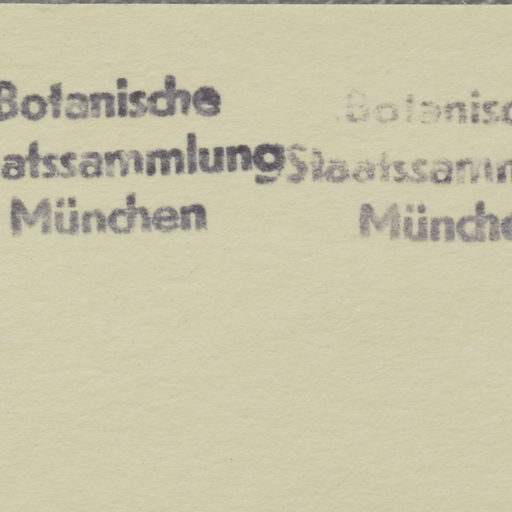 Botanische
atssammlung
München
Botanisc
Staatssamm
Münche